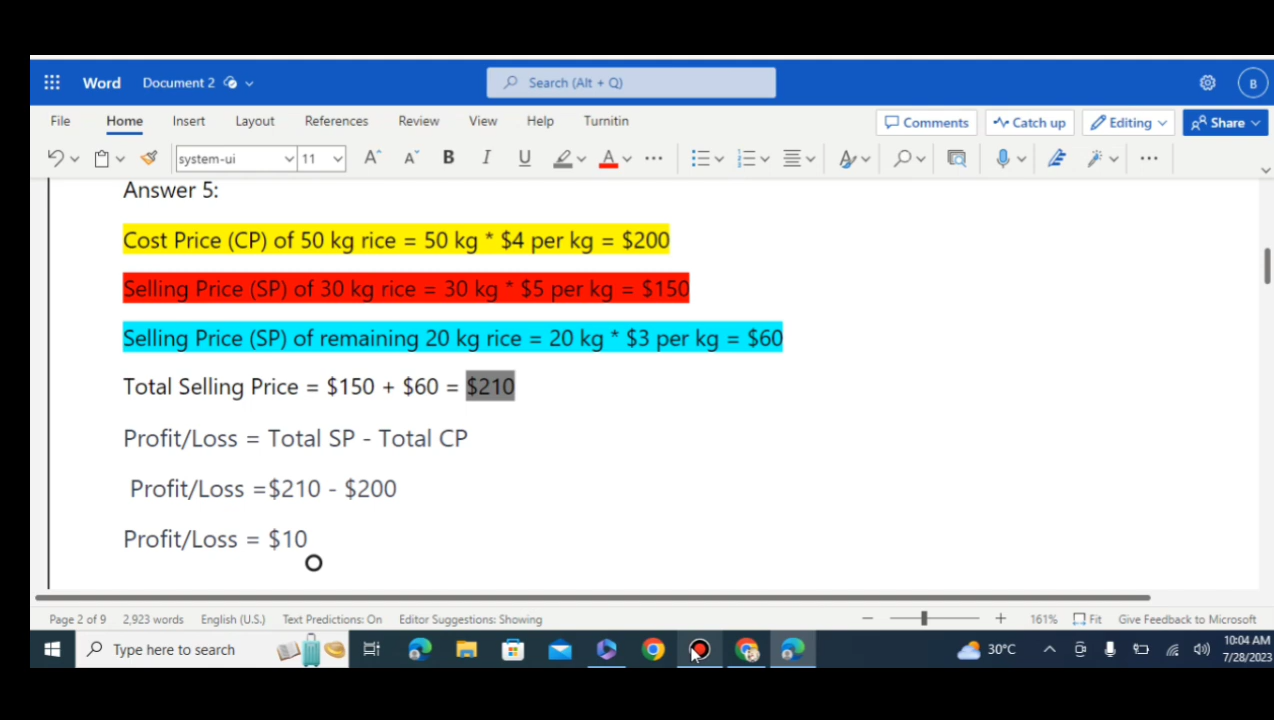 Word Document 2 Search (Alt + Q) B
File Home Insert Layout References Review View Help Turnitin Comments Catch up Editing Share
system-ui 11 A A B I U A
Answer 5:
Cost Price (CP) of 50 kg rice = 50 kg * $4 per kg = $200
Selling Price (SP) of 30 kg rice = 30 kg * $5 per kg = $150
Selling Price (SP) of remaining 20 kg rice = 20 kg * $3 per kg = $60
Total Selling Price = $150 + $60 = $210
Profit/Loss = Total SP - Total CP
Profit/Loss =$210 - $200
Profit/Loss = $10
Page 2 of 9 2,923 words English (U.S.) Text Predictions: On Editor Suggestions: Showing 161% Fit Give Feedback to Microsoft
Type here to search 30°C 10:04 AM
7/28/2023